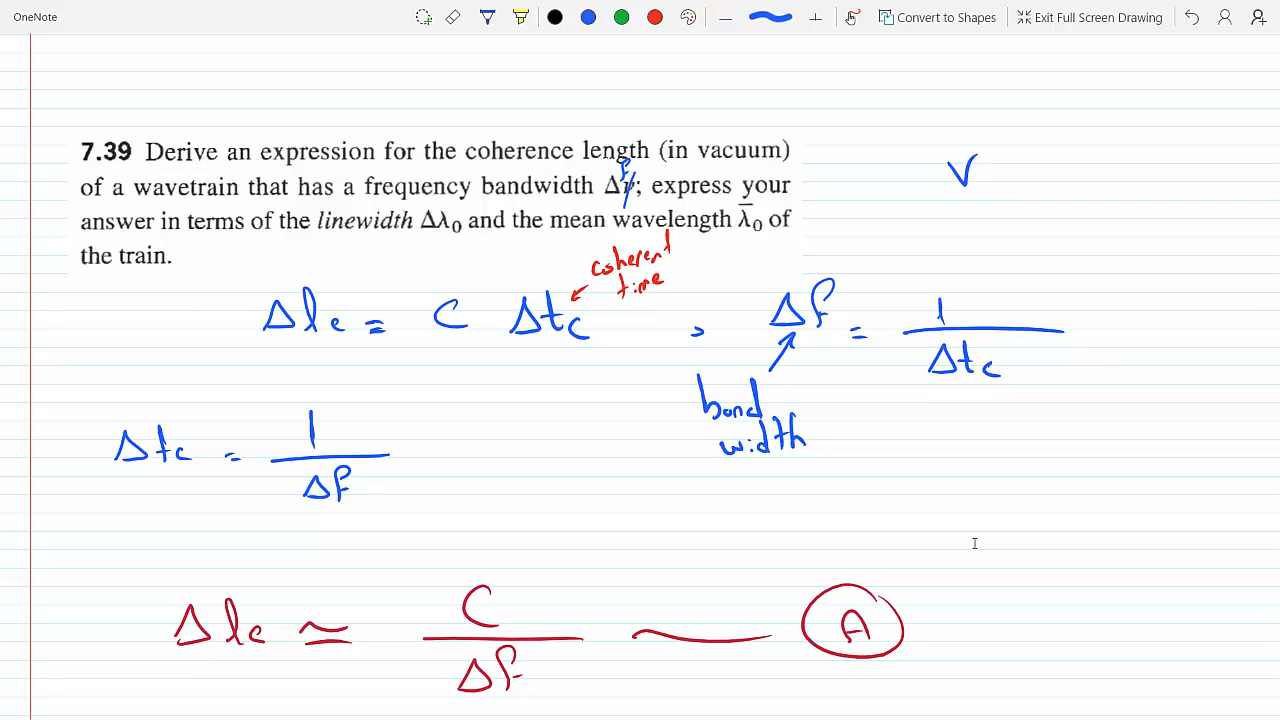 OneNote
Convert to Shapes
Exit Full Screen Drawing
7.39 Derive an expression for the coherence length (in vacuum)
of a wavetrain that has a frequency bandwidth Δν; express your
f
answer in terms of the linewidth Δλ₀ and the mean wavelength λ̄₀ of
the train.
V
coherent
time
Δlc = C Δtc , Δf = 1/Δtc
band
width
Δtc = 1/Δf
Δlc ≃ C/Δf — A